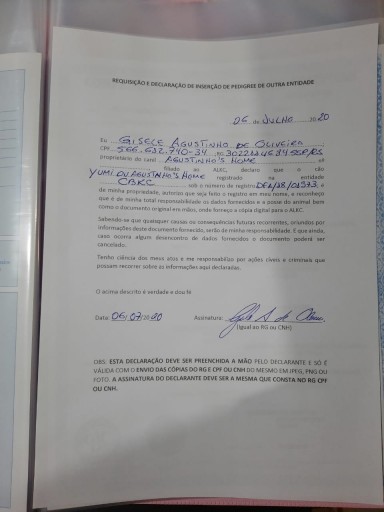 REQUISIÇÃO E DECLARAÇÃO DE INSERÇÃO DE PEDIGREE DE OUTRA ENTIDADE
06 de JULHO 2020
Eu GISELE AGUSTINHO DE OLIVEIRA
CPF 566.632.740-34 RG SSP/RS
proprietário do canil AGUSTINHO'S HOME e
filiado ao ALKC, declaro que o cão
YUMI DU AGUSTINHO'S HOME registrado na entidade
CBKC sob o número de registro
de minha propriedade, autorizo que seja feito o registro em meu nome, e reconheço
que é de minha total responsabilidade os dados fornecidos e a posse do animal bem
como o documento original em mãos, onde forneço a cópia digital para o ALKC.
Sabendo se que quaisquer causas ou consequências futuras recorrentes, oriundos por
informações deste documento fornecido, serão de minha responsabilidade. E que ainda,
caso ocorra algum desencontro de dados fornecidos o documento poderá ser
cancelado.
Tenho ciência dos meus atos e me responsabilizo por ações cíveis e criminais que
possam recorrer sobre as informações aqui declaradas.
O acima descrito é verdade e dou fé
Data: 06/07/2020 Assinatura:
(Igual ao RG ou CNH)
OBS: ESTA DECLARAÇÃO DEVE SER PREENCHIDA A MÃO PELO DECLARANTE E SÓ É
VÁLIDA COM O ENVIO DAS CÓPIAS DO RG E CPF OU CNH DO MESMO EM JPEG, PNG OU
FOTO. A ASSINATURA DO DECLARANTE DEVE SER A MESMA QUE CONSTA NO RG CPF
OU CNH.